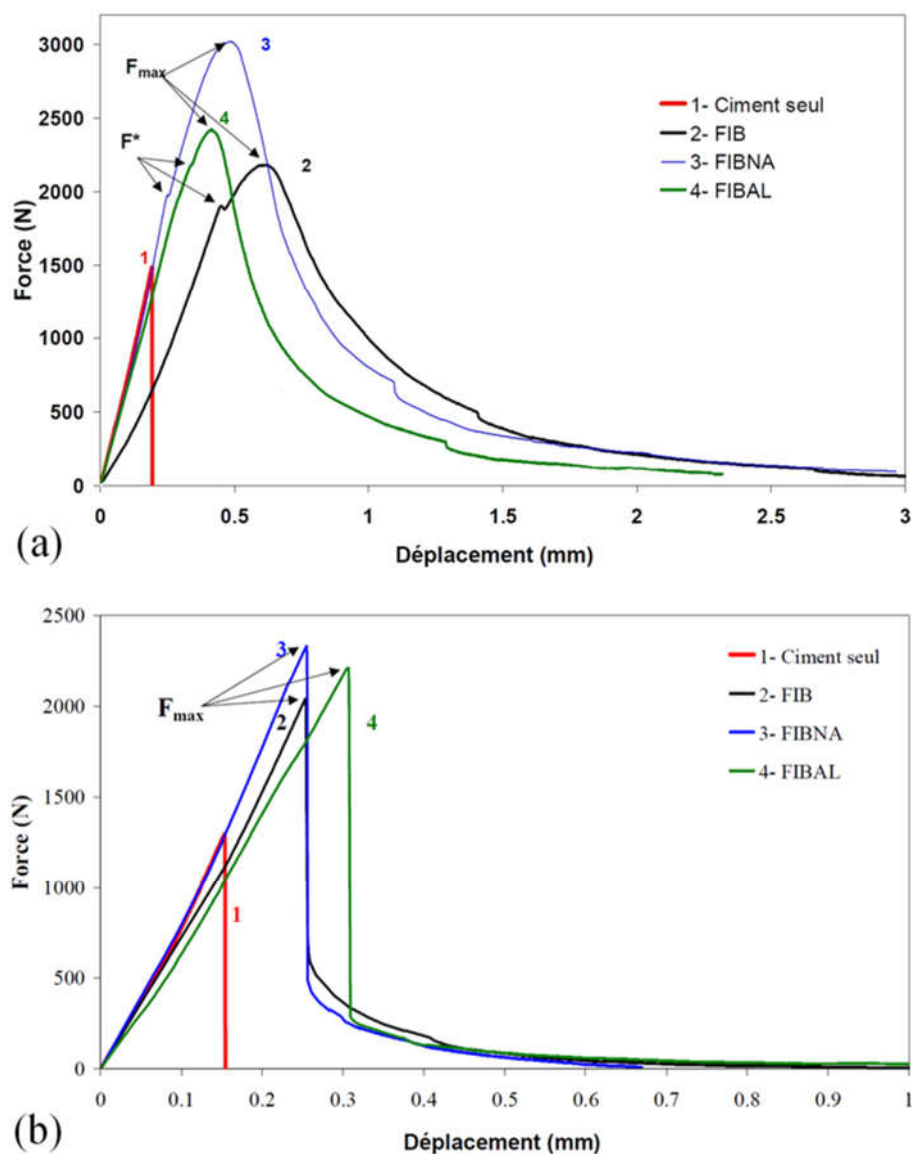 3000
2500
2000
1500
1000
500
0
Force (N)
F max
F*
1
2
3
4
1- Ciment seul
2- FIB
3- FIBNA
4- FIBAL
0 0.5 1 1.5 2 2.5 3
Déplacement (mm)
(a)
2500
2000
1500
1000
500
0
Force (N)
F max
3
2
4
1
1- Ciment seul
2- FIB
3- FIBNA
4- FIBAL
0 0.1 0.2 0.3 0.4 0.5 0.6 0.7 0.8 0.9 1
Déplacement (mm)
(b)